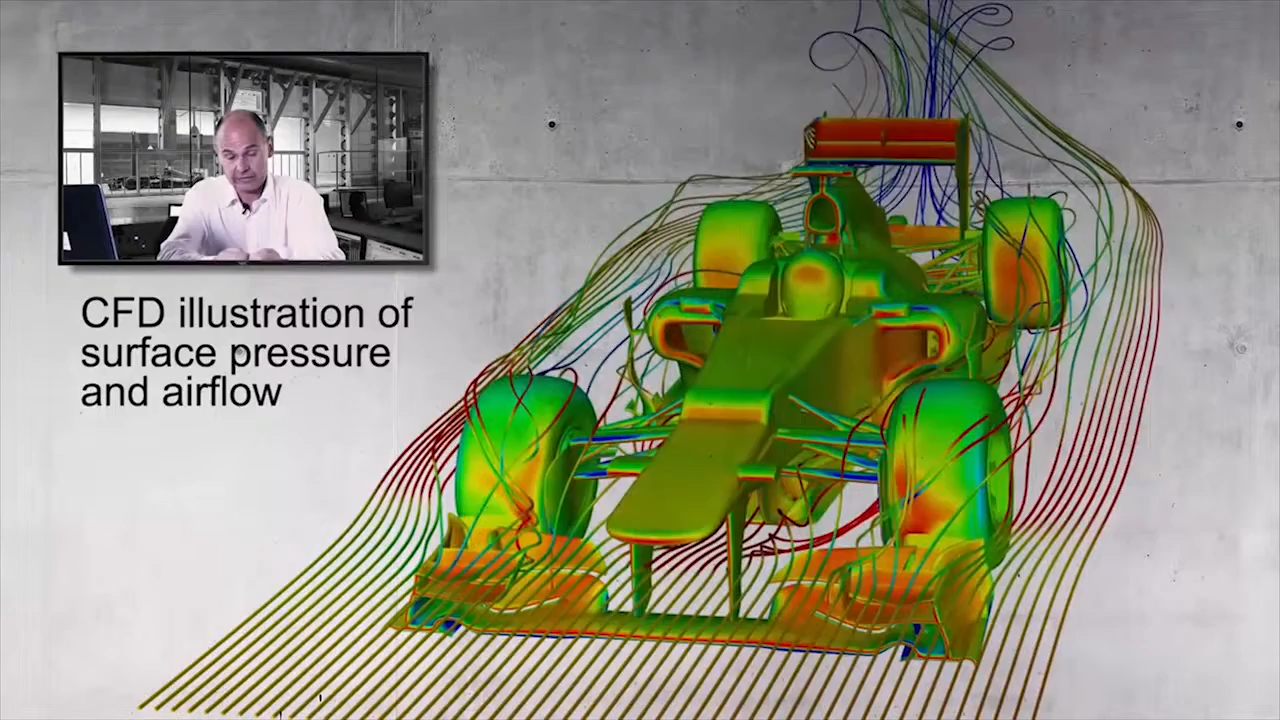 CFD illustration of
surface pressure
and airflow